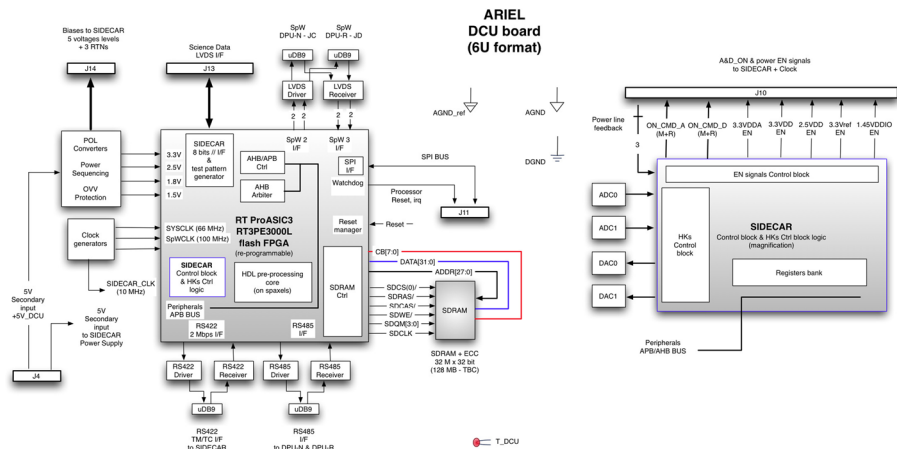 ARIEL
DCU board
(6U format)
Biases to SIDECAR
5 voltages levels
+ 3 RTNs
J14
Science Data
LVDS I/F
J13
SpW
DPU-N - JC
SpW
DPU-R - JD
uDB9
uDB9
LVDS
Driver
LVDS
Receiver
2
2
2
2
AGND_ref
AGND
DGND
POL
Converters
Power
Sequencing
OVV
Protection
3.3V
2.5V
1.8V
1.5V
SIDECAR
8 bits // I/F
&
test pattern
generator
SpW 2
I/F
SpW 3
I/F
AHB/APB
Ctrl
AHB
Arbiter
SPI
I/F
Watchdog
SPI BUS
Processor
Reset, irq
J11
Reset
manager
Reset
Clock
generators
SYSCLK (66 MHz)
SpWCLK (100 MHz)
SIDECAR_CLK
(10 MHz)
RT ProASIC3
RT3PE3000L
flash FPGA
(re-programmable)
SIDECAR
Control block
& HKs Ctrl
logic
HDL pre-processing
core
(on spaxels)
SDRAM
Ctrl
CB[7:0]
DATA[31:0]
ADDR[27:0]
SDCS(0)/
SDRAS/
SDCAS/
SDWE/
SDQM[3:0]
SDCLK
SDRAM
SDRAM + ECC
32 M x 32 bit
(128 MB - TBC)
Peripherals
APB BUS
RS422
2 Mbps I/F
RS485
I/F
5V
Secondary
input
+5V_DCU
5V
Secondary
input
to SIDECAR
Power Supply
J4
RS422
Driver
RS422
Receiver
RS485
Driver
RS485
Receiver
uDB9
uDB9
RS422
TM/TC I/F
to SIDECAR
RS485
I/F
to DPU-N & DPU-R
T_DCU
A&D_ON & power EN signals
to SIDECAR + Clock
J10
Power line
feedback
3
ON_CMD_A
(M+R)
ON_CMD_D
(M+R)
3.3VDDA
EN
3.3VDD
EN
2.5VDD
EN
3.3Vref
EN
1.45VDDIO
EN
EN signals Control block
ADC0
ADC1
DAC0
DAC1
HKs
Control
block
SIDECAR
Control block & HKs Ctrl block logic
(magnification)
Registers bank
Peripherals
APB/AHB BUS